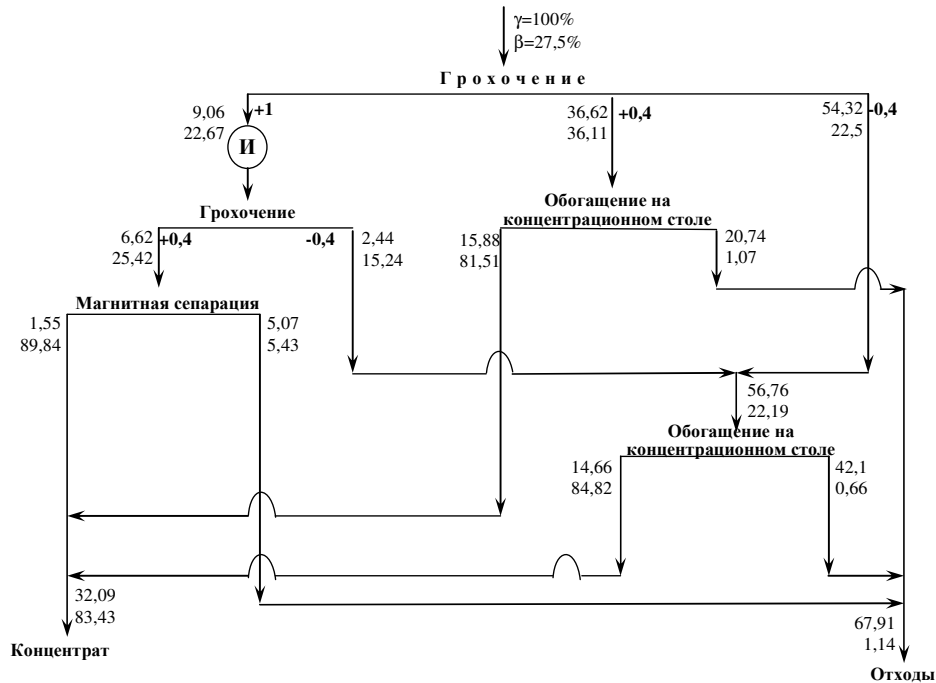 γ=100%
β=27,5%
Грохочение
9,06
22,67
+1
36,62
36,11
+0,4
54,32
22,5
-0,4
И
Грохочение
6,62
25,42
+0,4
-0,4
2,44
15,24
Обогащение на
концентрационном столе
15,88
81,51
20,74
1,07
Магнитная сепарация
1,55
89,84
5,07
5,43
56,76
22,19
Обогащение на
концентрационном столе
14,66
84,82
42,1
0,66
32,09
83,43
Концентрат
67,91
1,14
Отходы